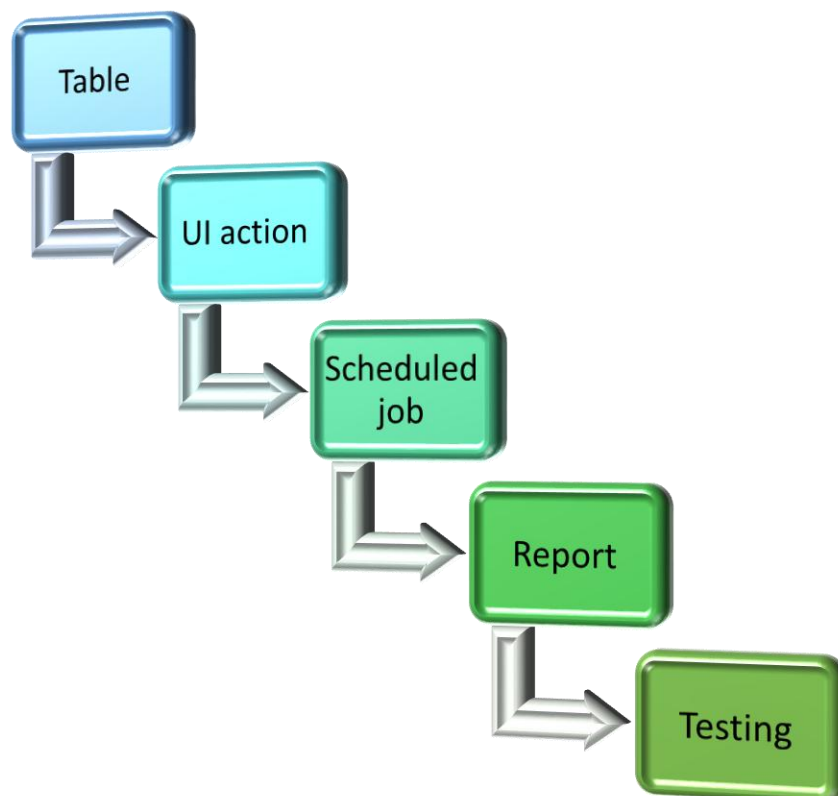 Table
UI action
Scheduled
job
Report
Testing